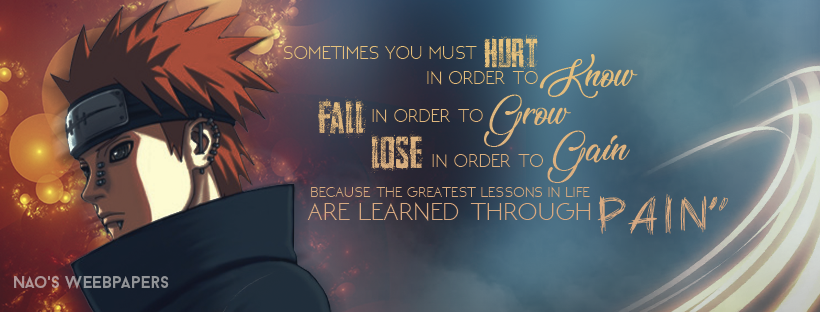 SOMETIMES YOU MUST HURT
IN ORDER TO Know
FALL IN ORDER TO Grow
LOSE IN ORDER TO Gain
BECAUSE THE GREATEST LESSONS IN LIFE
ARE LEARNED THROUGH PAIN"
NAO'S WEEBPAPERS